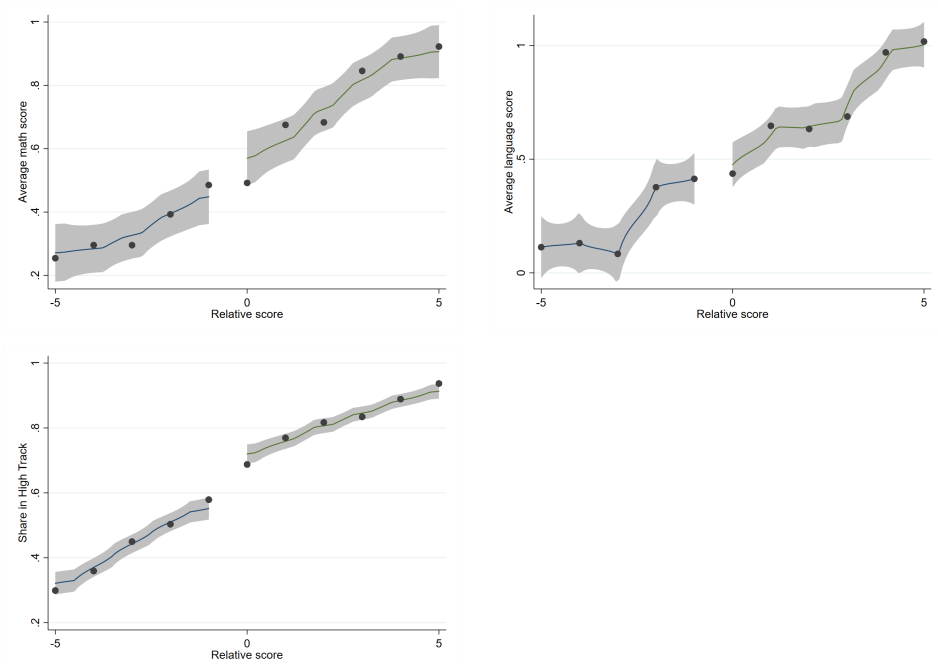 Average math score
1
.8
.6
.4
.2
-5 0 5
Relative score
Average language score
1
.5
0
-5 0 5
Relative score
Share in High Track
1
.8
.6
.4
.2
-5 0 5
Relative score